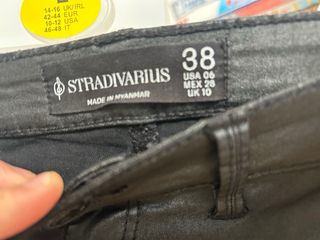 14-16 UK/IRL
42-44 EUR
10-12 USA
46-48 IT
STRADIVARIUS
MADE IN MYANMAR
38
USA 06
MEX 28
UK 10